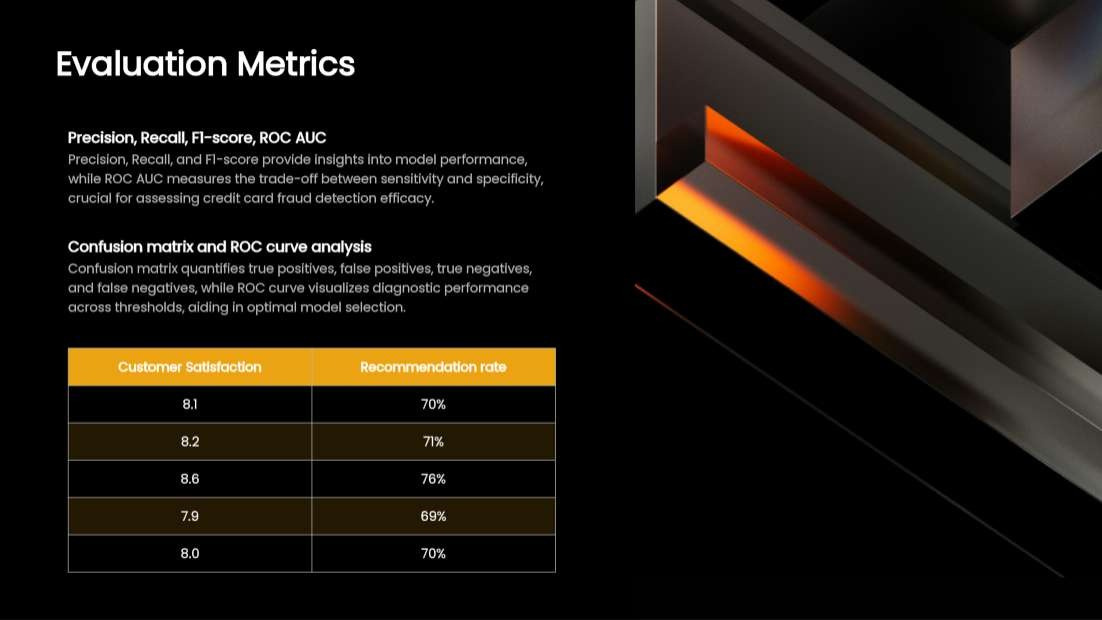 Evaluation Metrics
Precision, Recall, F1-score, ROC AUC
Precision, Recall, and F1-score provide insights into model performance,
while ROC AUC measures the trade-off between sensitivity and specificity,
crucial for assessing credit card fraud detection efficacy.
Confusion matrix and ROC curve analysis
Confusion matrix quantifies true positives, false positives, true negatives,
and false negatives, while ROC curve visualizes diagnostic performance
across thresholds, aiding in optimal model selection.
Customer Satisfaction Recommendation rate
8.1 70%
8.2 71%
8.6 76%
7.9 69%
8.0 70%